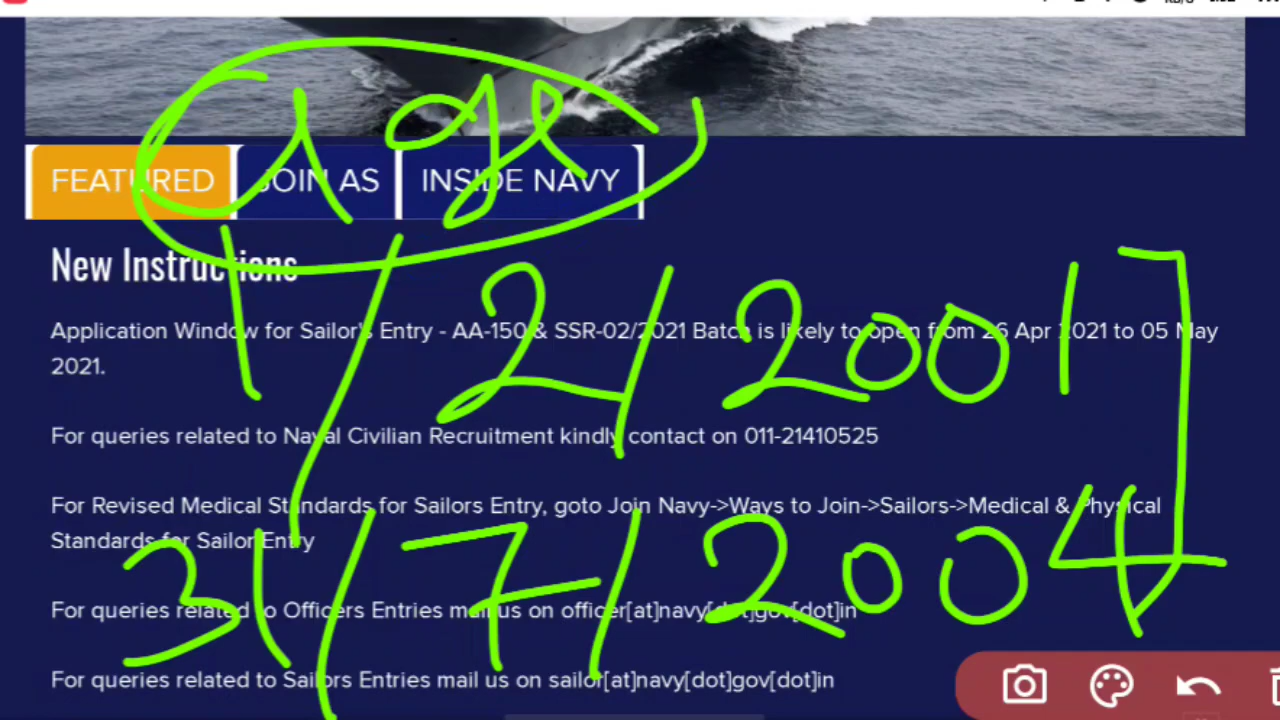 age
FEATURED JOIN AS INSIDE NAVY
New Instructions
1/2/2001
Application Window for Sailor's Entry - AA-150 & SSR-02/2021 Batch is likely to open from 26 Apr 2021 to 05 May
2021.
For queries related to Naval Civilian Recruitment kindly contact on 011-21410525
For Revised Medical Standards for Sailors Entry, goto Join Navy->Ways to Join->Sailors->Medical & Physical
Standards for Sailor Entry
31/7/2004
For queries related to Officers Entries mail us on officer[at]navy[dot]gov[dot]in
For queries related to Sailors Entries mail us on sailor[at]navy[dot]gov[dot]in